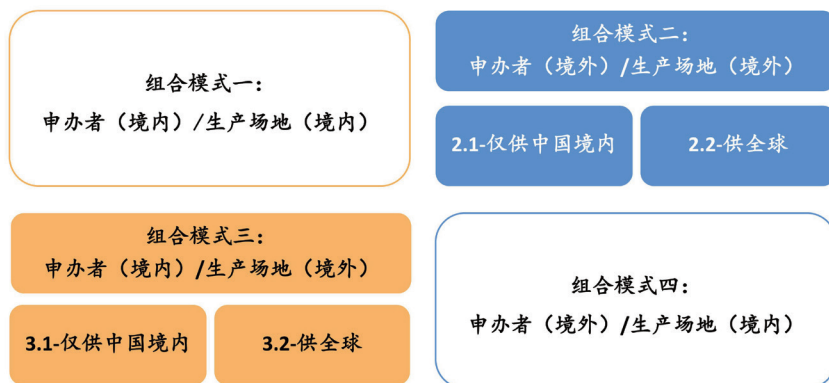 组合模式一：
申办者（境内）/生产场地（境内）
组合模式二：
申办者（境外）/生产场地（境外）
2.1-仅供中国境内
2.2-供全球
组合模式三：
申办者（境内）/生产场地（境外）
3.1-仅供中国境内
3.2-供全球
组合模式四：
申办者（境外）/生产场地（境内）